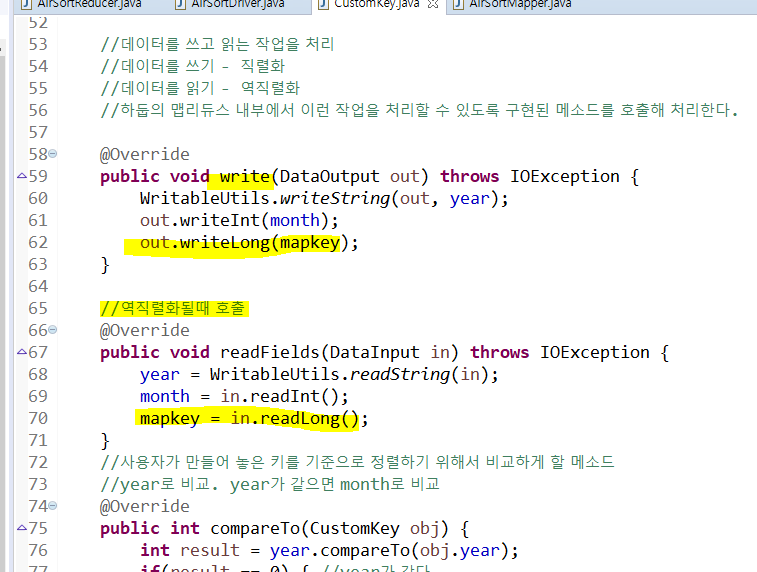 AirSortReducer.java AirSortDriver.java CustomKey.java AirSortMapper.java
52
53 //데이터를 쓰고 읽는 작업을 처리
54 //데이터를 쓰기 - 직렬화
55 //데이터를 읽기 - 역직렬화
56 //하둡의 맵리듀스 내부에서 이런 작업을 처리할 수 있도록 구현된 메소드를 호출해 처리한다.
57
58 @Override
59 public void write(DataOutput out) throws IOException {
60 WritableUtils.writeString(out, year);
61 out.writeInt(month);
62 out.writeLong(mapkey);
63 }
64
65 //역직렬화될때 호출
66 @Override
67 public void readFields(DataInput in) throws IOException {
68 year = WritableUtils.readString(in);
69 month = in.readInt();
70 mapkey = in.readLong();
71 }
72 //사용자가 만들어 놓은 키를 기준으로 정렬하기 위해서 비교하게 할 메소드
73 //year로 비교. year가 같으면 month로 비교
74 @Override
75 public int compareTo(CustomKey obj) {
76 int result = year.compareTo(obj.year);
77 if(result == 0) { //year가 같다